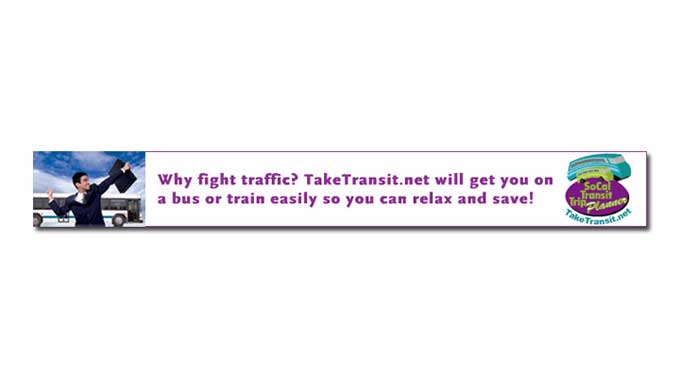 Why fight traffic? TakeTransit.net will get you on
a bus or train easily so you can relax and save!
SoCal
Transit
Trip Planner
TakeTransit.net